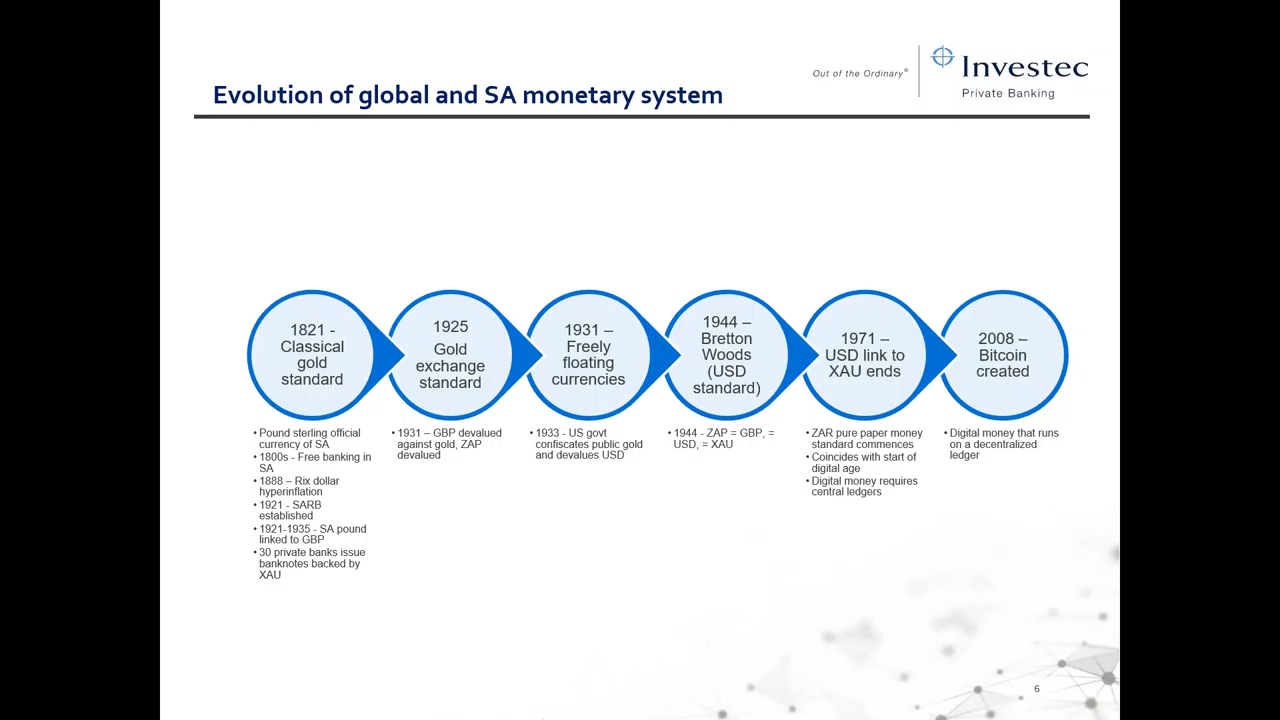 Out of the Ordinary®
Investec
Private Banking
Evolution of global and SA monetary system
1821 -
Classical
gold
standard
1925
Gold
exchange
standard
1931 –
Freely
floating
currencies
1944 –
Bretton
Woods
(USD
standard)
1971 –
USD link to
XAU ends
2008 –
Bitcoin
created
• Pound sterling official
currency of SA
• 1800s - Free banking in
SA
• 1888 – Rix dollar
hyperinflation
• 1921 - SARB
established
• 1921-1935 - SA pound
linked to GBP
• 30 private banks issue
banknotes backed by
XAU
• 1931 – GBP devalued
against gold, ZAP
devalued
• 1933 - US govt
confiscates public gold
and devalues USD
• 1944 - ZAP = GBP, =
USD, = XAU
• ZAR pure paper money
standard commences
• Coincides with start of
digital age
• Digital money requires
central ledgers
• Digital money that runs
on a decentralized
ledger
6